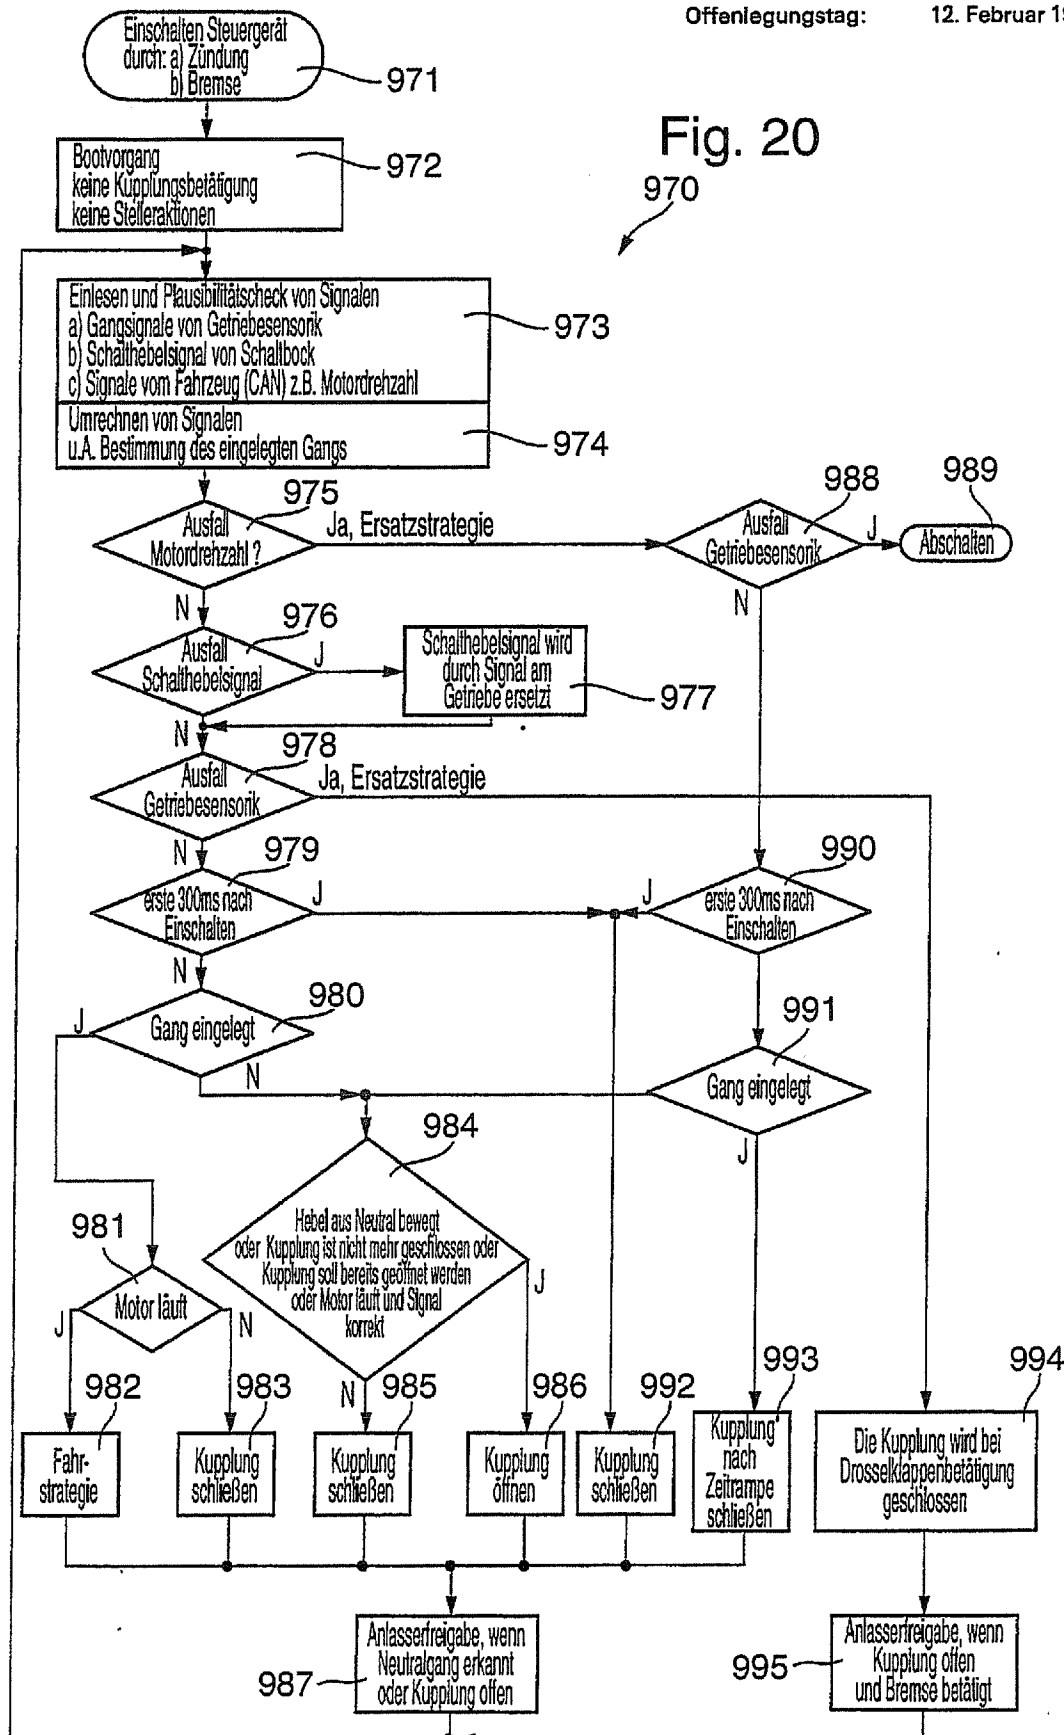 Offenlegungstag: 12. Februar 19
Einschalten Steuergerät
durch: a) Zündung
b) Bremse
971
Fig. 20
970
Bootvorgang
keine Kupplungsbetätigung
keine Stelleraktionen
972
Einlesen und Plausibilitätscheck von Signalen
a) Gangsignale von Getriebesensorik
b) Schalthebelsignal von Schaltbock
c) Signale vom Fahrzeug (CAN) z.B. Motordrehzahl
973
Umrechnen von Signalen
u.A. Bestimmung des eingelegten Gangs
974
975
Ausfall
Motordrehzahl ?
Ja, Ersatzstrategie
N
988
Ausfall
Getriebesensorik
J
N
989
Abschalten
976
Ausfall
Schalthebelsignal
J
N
Schalthebelsignal wird
durch Signal am
Getriebe ersetzt
977
978
Ausfall
Getriebesensorik
Ja, Ersatzstrategie
N
979
erste 300ms nach
Einschalten
J
N
990
J
erste 300ms nach
Einschalten
980
J
Gang eingelegt
N
991
Gang eingelegt
J
984
Hebel aus Neutral bewegt
oder Kupplung ist nicht mehr geschlossen oder
Kupplung soll bereits geöffnet werden
oder Motor läuft und Signal
korrekt
J
N
981
Motor läuft
J
N
982
Fahr-
strategie
983
Kupplung
schließen
985
Kupplung
schließen
986
Kupplung
öffnen
992
Kupplung
schließen
993
Kupplung
nach
Zeitrampe
schließen
994
Die Kupplung wird bei
Drosselklappenbetätigung
geschlossen
987
Anlasserfreigabe, wenn
Neutralgang erkannt
oder Kupplung offen
995
Anlasserfreigabe, wenn
Kupplung offen
und Bremse betätigt